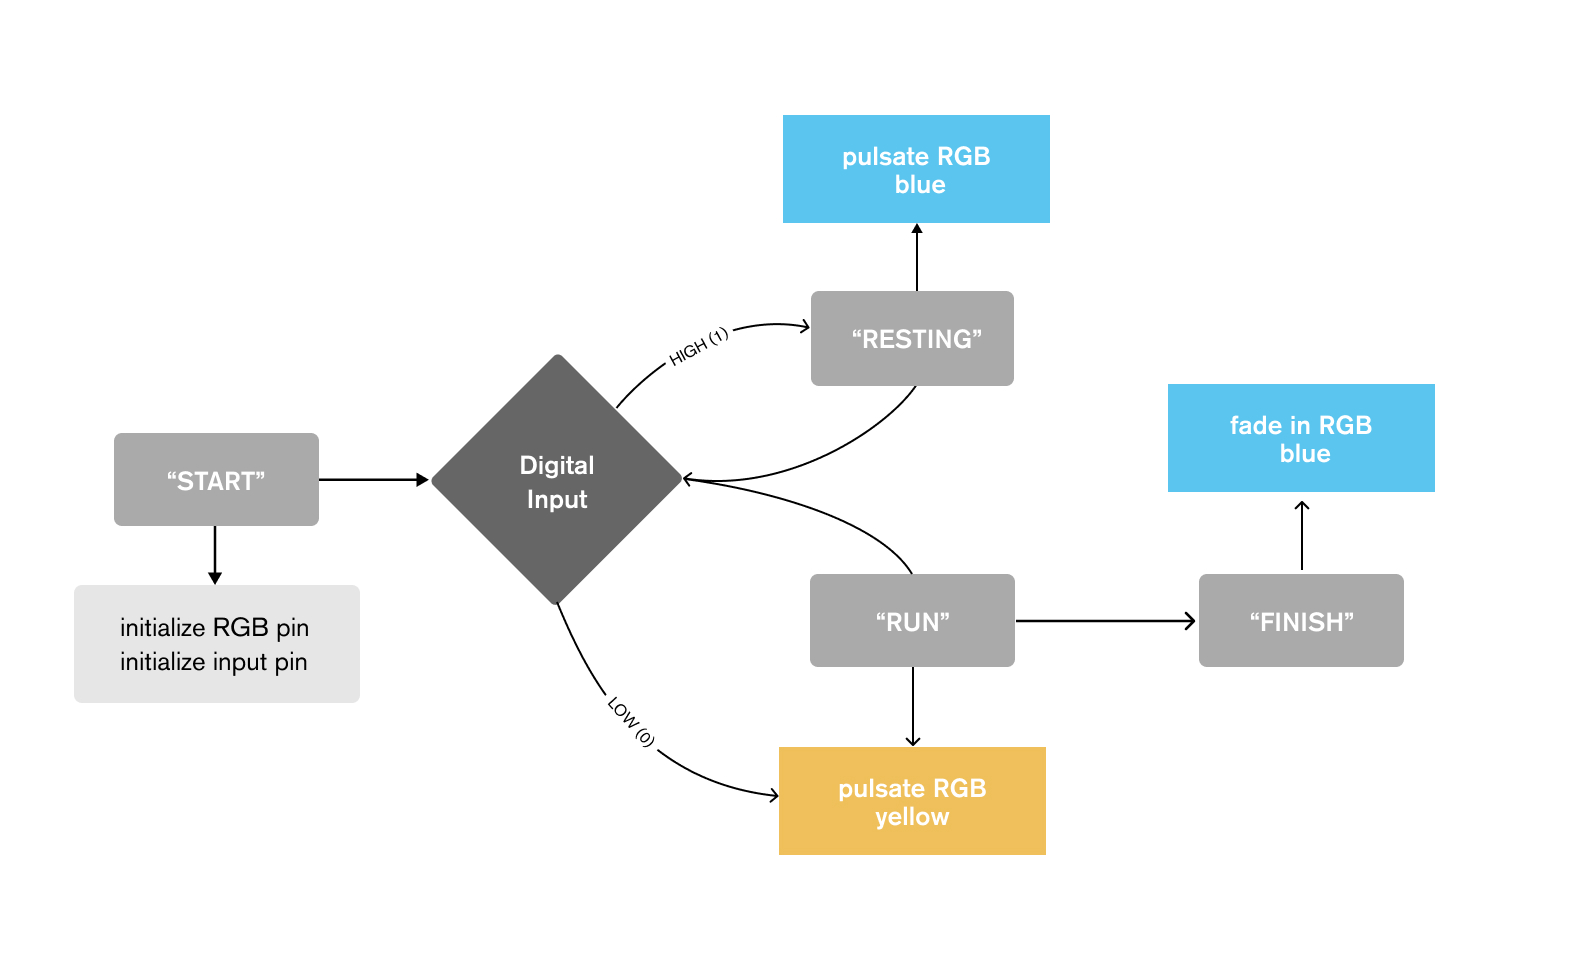 pulsate RGB
blue
HIGH (1)
“RESTING”
fade in RGB
blue
Digital
Input
“START”
initialize RGB pin
initialize input pin
“RUN”
“FINISH”
LOW (0)
pulsate RGB
yellow